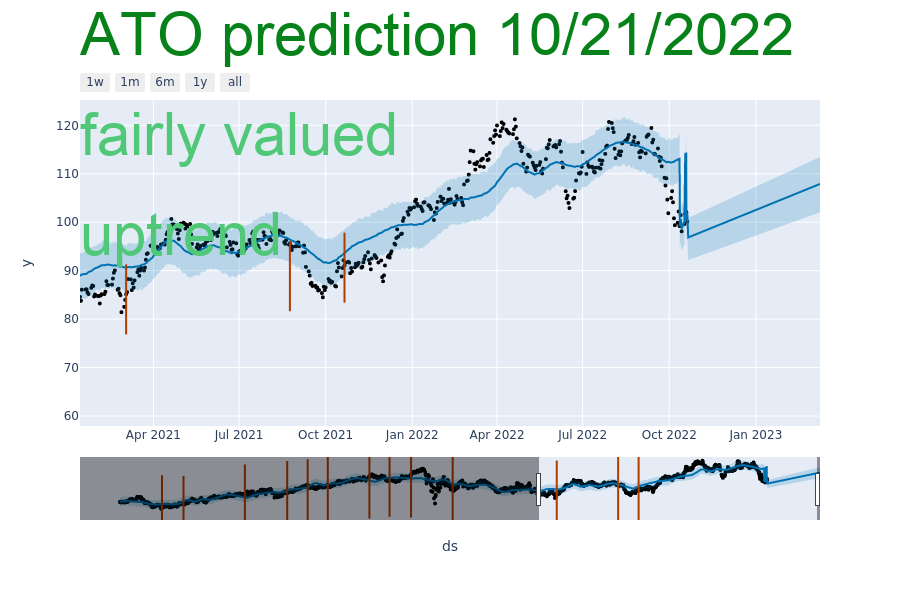 ATO prediction 10/21/2022
1w 1m 6m 1y all
fairly valued
uptrend
120
110
100
90
80
70
60
y
Apr 2021 Jul 2021 Oct 2021 Jan 2022 Apr 2022 Jul 2022 Oct 2022 Jan 2023
ds